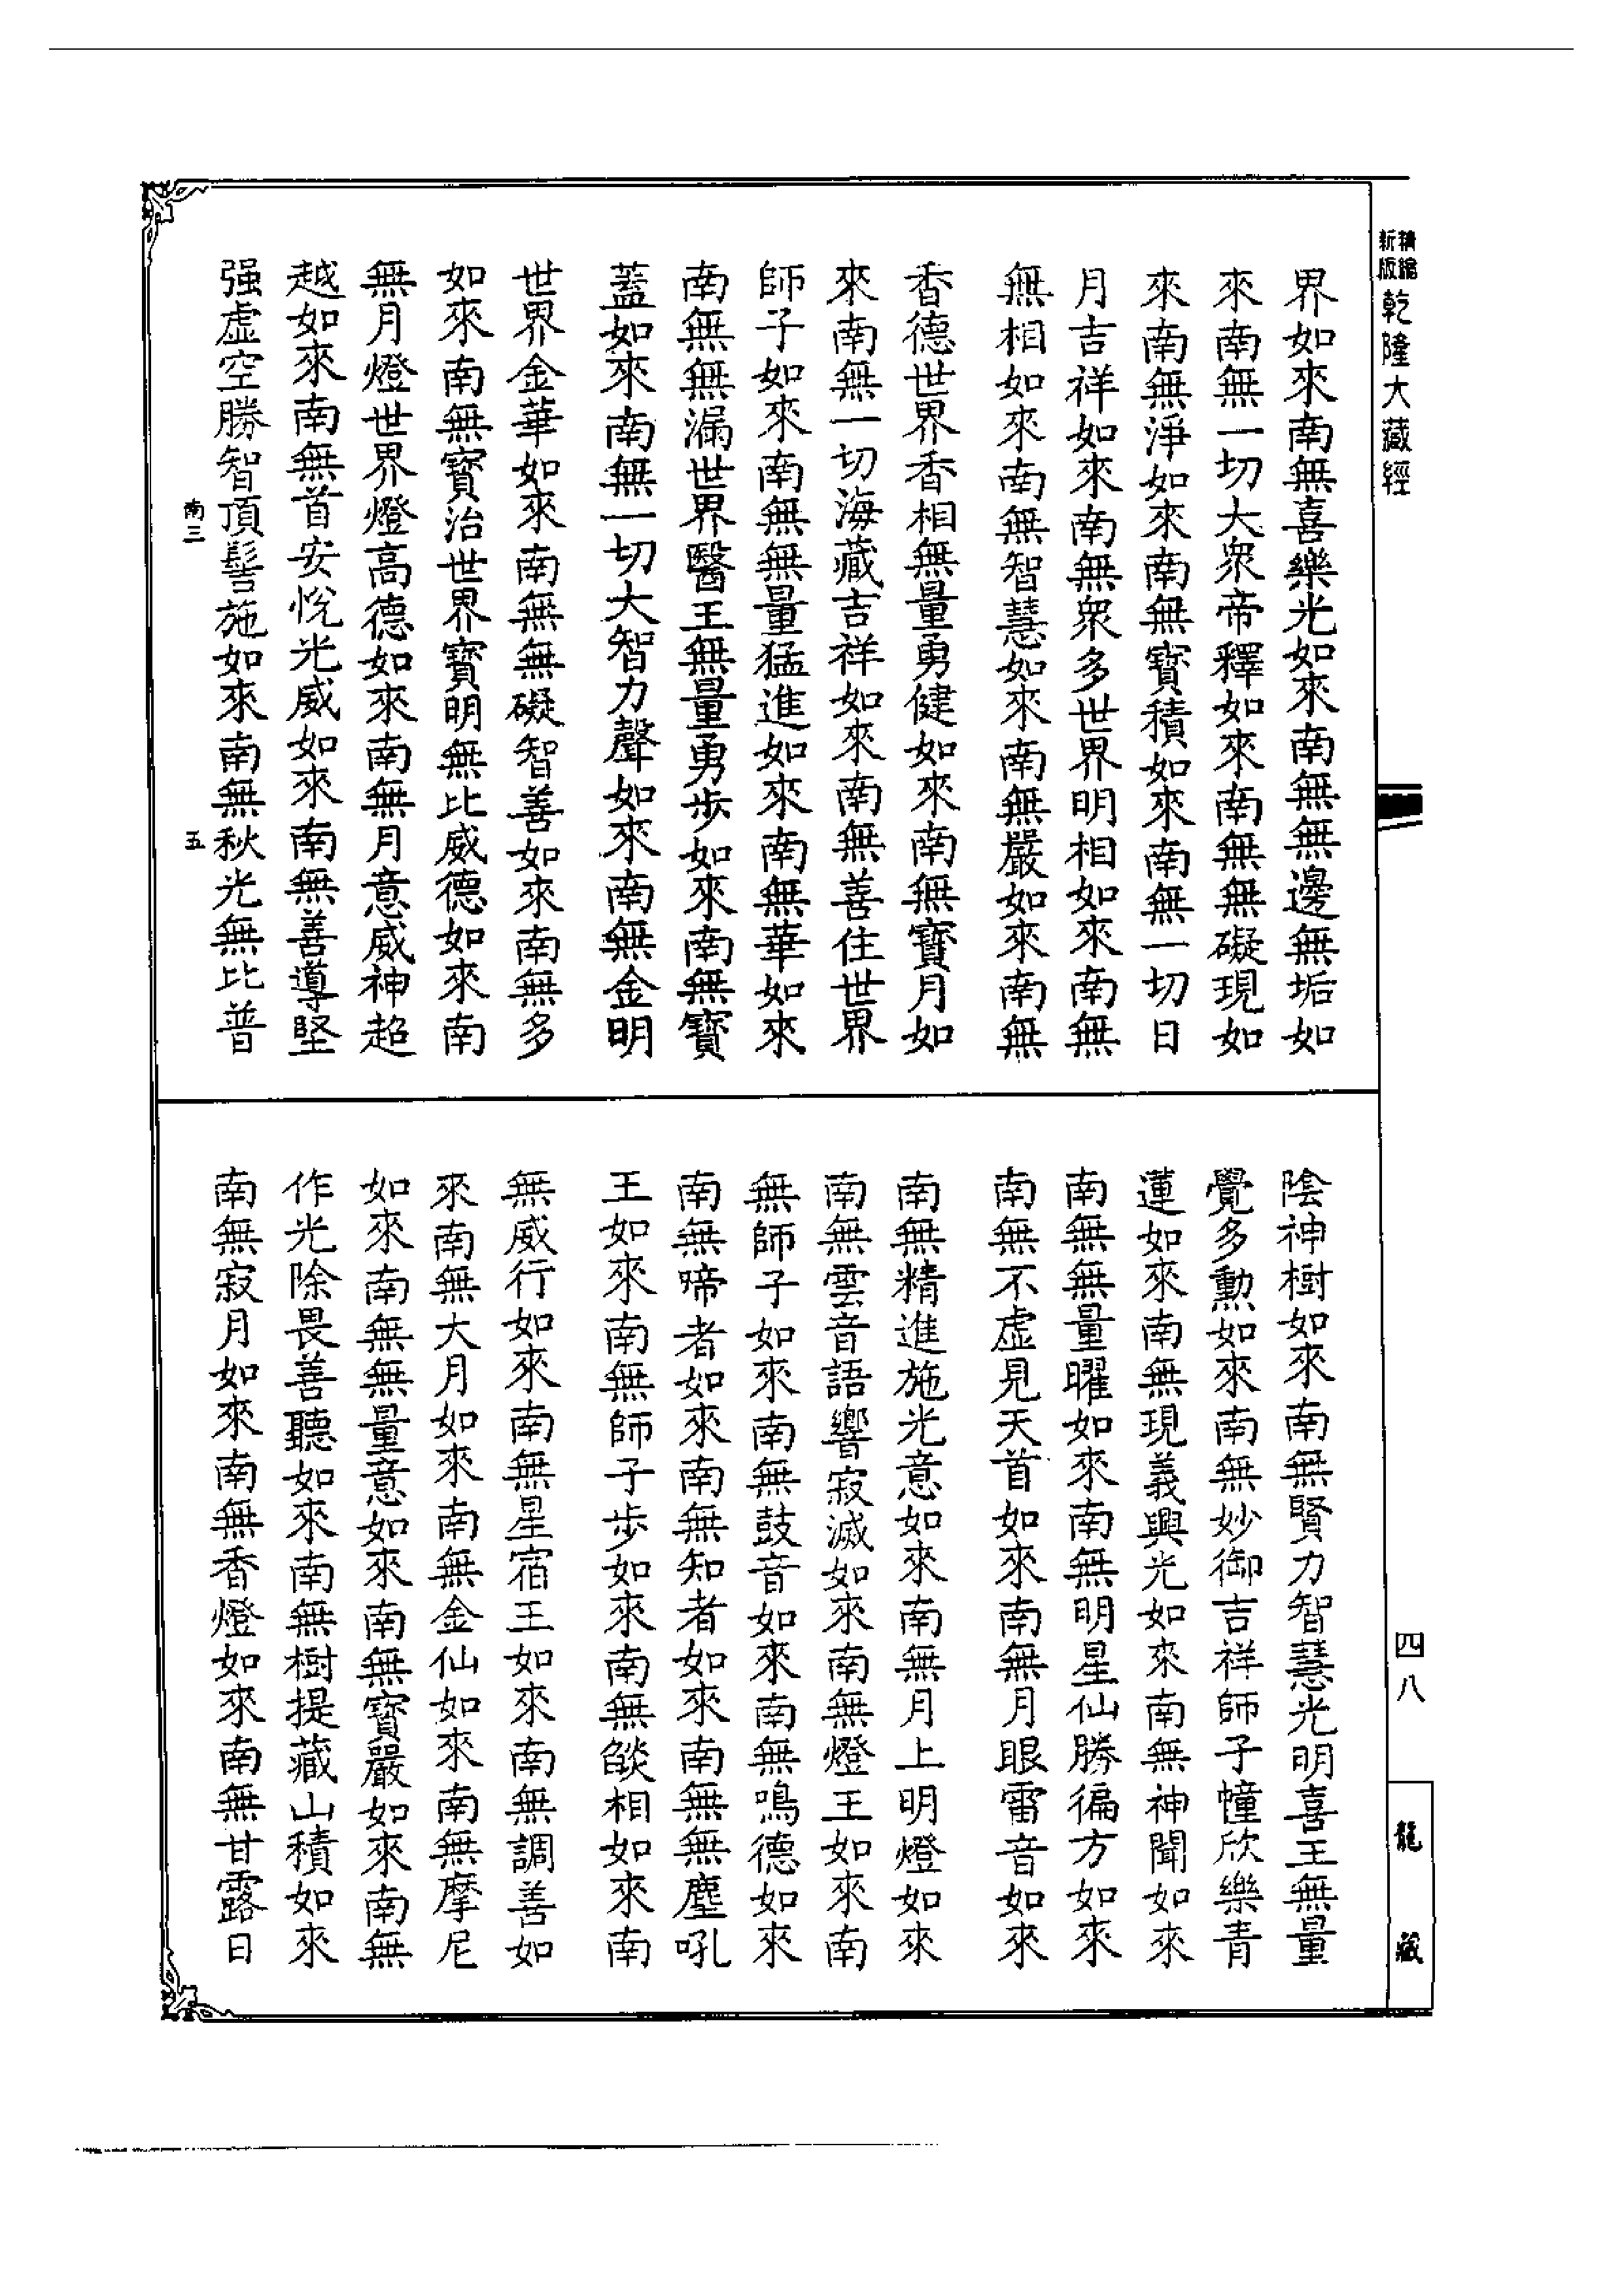 新版 精縮 乾隆大藏經
界如來南無喜樂光如來南無無邊無垢如
來南無一切大眾帝釋如來南無無礙現如
來南無淨如來南無寶積如來南無一切日
月吉祥如來南無眾多世界明相如來南無
無相如來南無智慧如來南無嚴如來南無
香德世界香相無量勇健如來南無寶月如
來南無一切海藏吉祥如來南無善住世界
師子如來南無無量猛進如來南無華如來
南無無漏世界醫王無量勇步如來南無寶
蓋如來南無一切大智力聲如來南無金明
世界金華如來南無無礙智善如來南無多
如來南無寶治世界寶明無比威德如來南
無月燈世界燈高德如來南無月意威神超
越如來南無首安悅光威如來南無善導堅
强虛空勝智頂髻施如來南無秋光無比普
南三 五
陰神樹如來南無賢力智慧光明喜王無量
覺多勳如來南無妙御吉祥師子幢欣樂青
蓮如來南無現義興光如來南無神聞如來
南無無量曜如來南無明星仙勝徧方如來
南無不虛見天首如來南無月眼雷音如來
南無精進施光意如來南無月上明燈如來
南無雲音語響寂滅如來南無燈王如來南
無師子如來南無鼓音如來南無鳴德如來
南無啼者如來南無知者如來南無無塵吼
王如來南無師子步如來南無燄相如來南
無威行如來南無星宿王如來南無調善如
來南無大月如來南無金仙如來南無摩尼
如來南無無量意如來南無寶嚴如來南無
作光除畏善聽如來南無樹提藏山積如來
南無寂月如來南無香燈如來南無甘露日
四八
龍藏